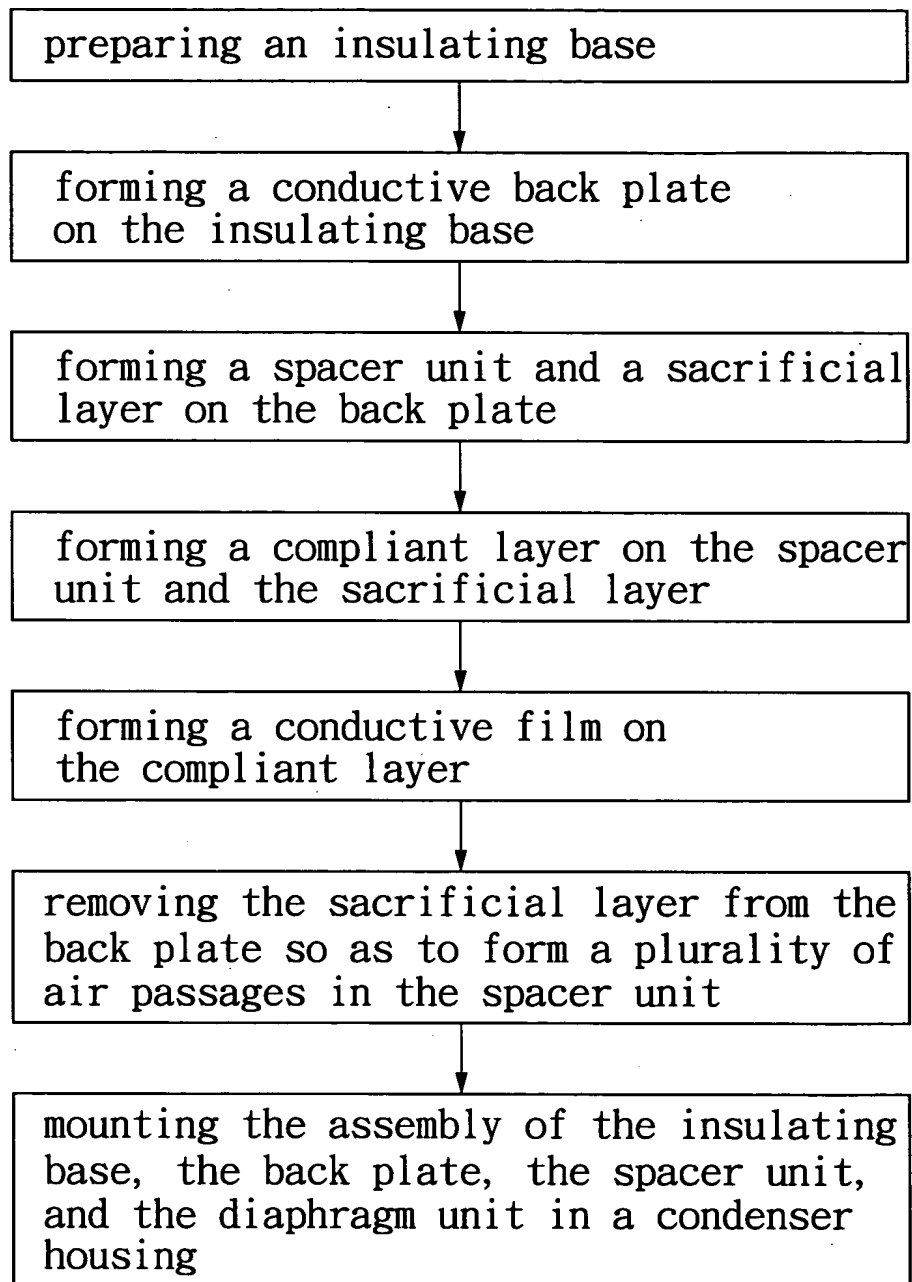 preparing an insulating base
forming a conductive back plate
on the insulating base
forming a spacer unit and a sacrificial
layer on the back plate
forming a compliant layer on the spacer
unit and the sacrificial layer
forming a conductive film on
the compliant layer
removing the sacrificial layer from the
back plate so as to form a plurality of
air passages in the spacer unit
mounting the assembly of the insulating
base, the back plate, the spacer unit,
and the diaphragm unit in a condenser
housing